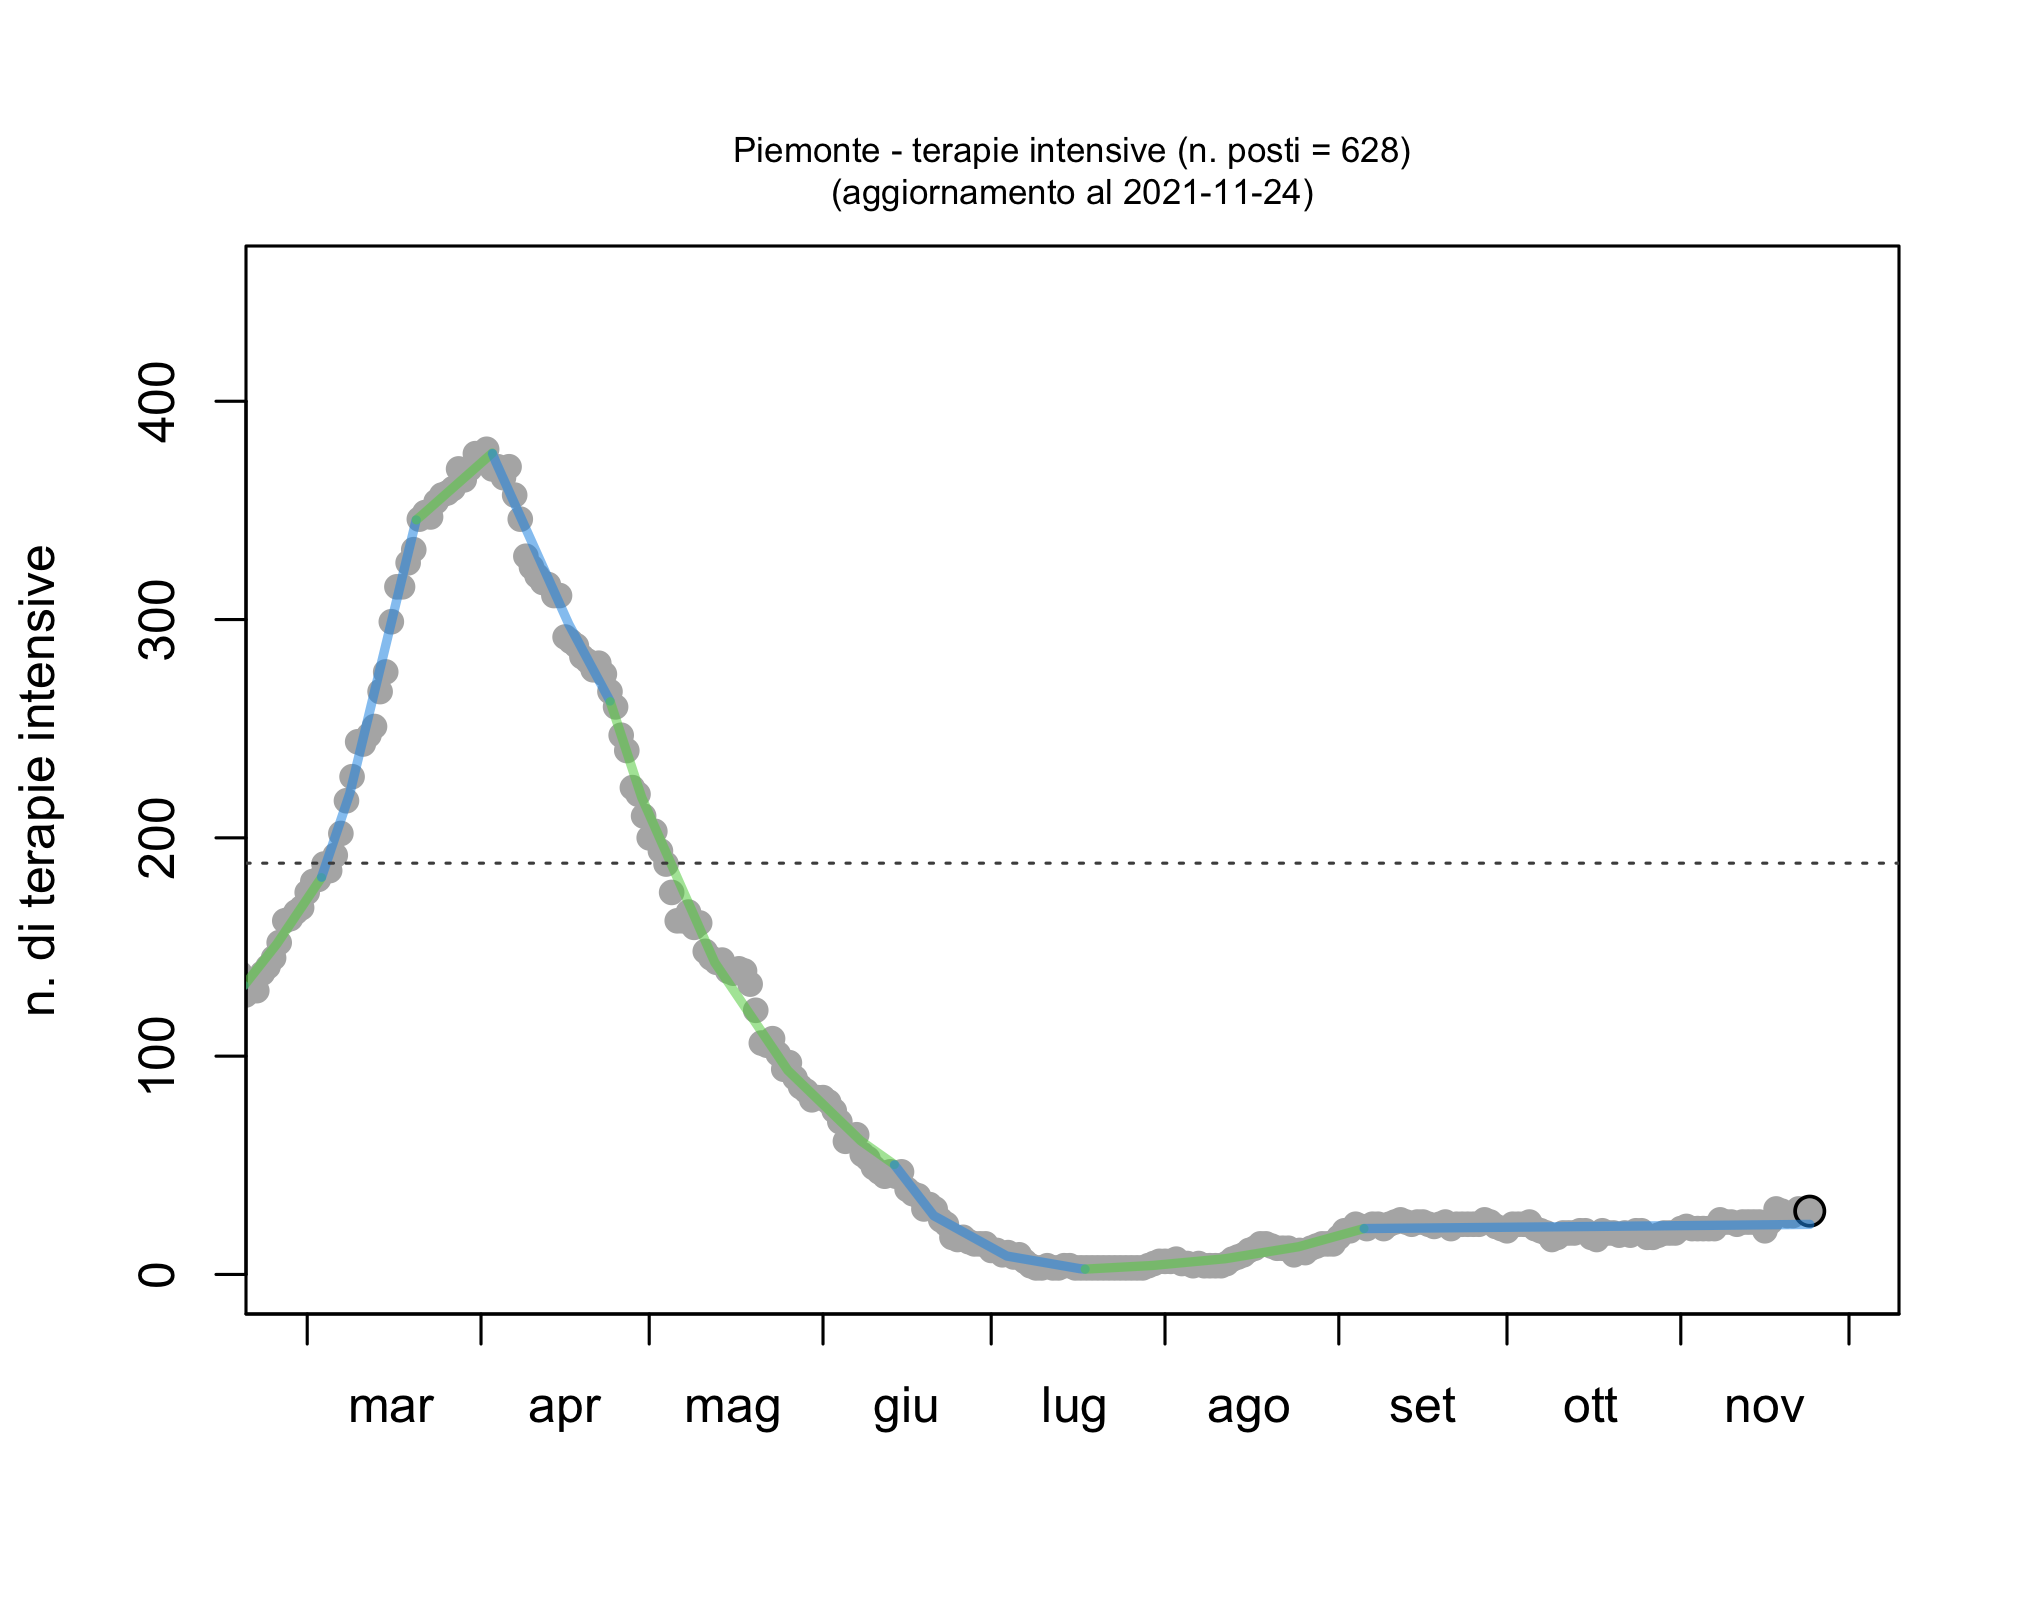 Piemonte - terapie intensive (n. posti = 628)
(aggiornamento al 2021-11-24)
n. di terapie intensive
400
300
200
100
0
mar apr mag giu lug ago set ott nov